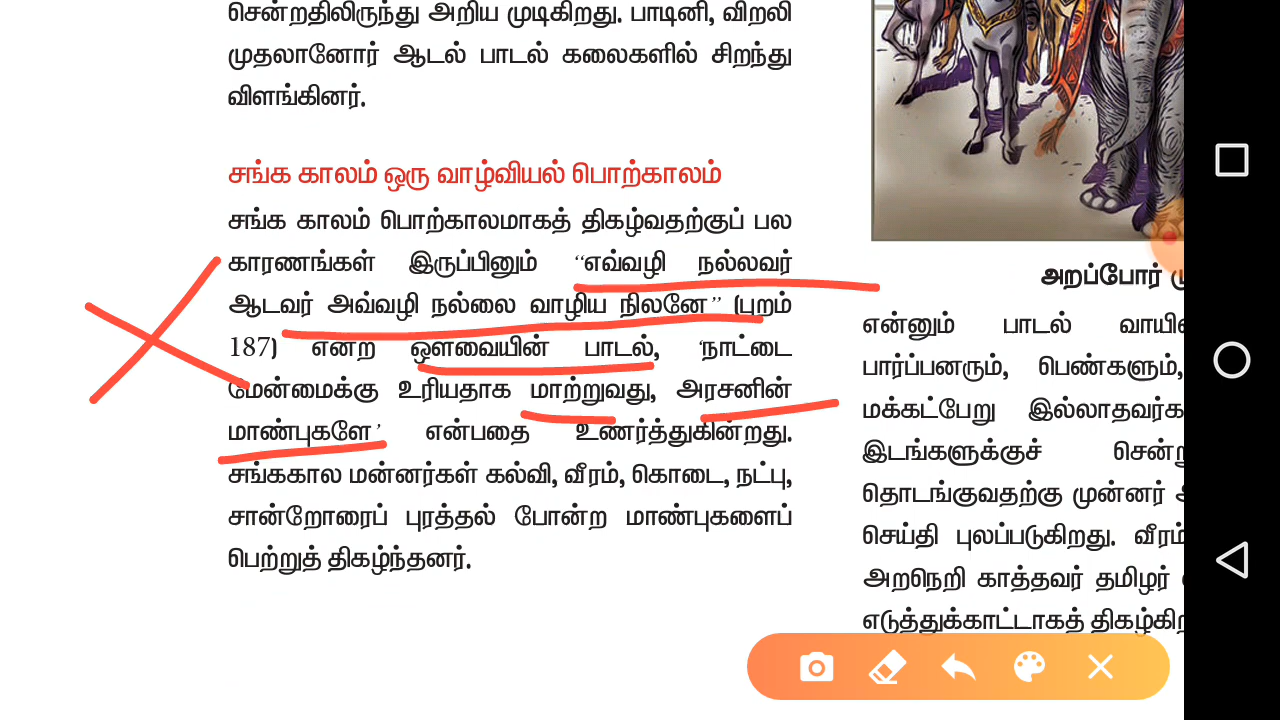 சென்றதிலிருந்து அறிய முடிகிறது. பாடினி, விறலி
முதலானோர் ஆடல் பாடல் கலைகளில் சிறந்து
விளங்கினர்.
சங்க காலம் ஒரு வாழ்வியல் பொற்காலம்
சங்க காலம் பொற்காலமாகத் திகழ்வதற்குப் பல
காரணங்கள் இருப்பினும் “எவ்வழி நல்லவர்
ஆடவர் அவ்வழி நல்லை வாழிய நிலனே” (புறம்
187) என்ற ஔவையின் பாடல், ‘நாட்டை
மேன்மைக்கு உரியதாக மாற்றுவது, அரசனின்
மாண்புகளே’ என்பதை உணர்த்துகின்றது.
சங்ககால மன்னர்கள் கல்வி, வீரம், கொடை, நட்பு,
சான்றோரைப் புரத்தல் போன்ற மாண்புகளைப்
பெற்றுத் திகழ்ந்தனர்.
அறப்போர்
என்னும் பாடல்
பார்ப்பனரும், பெண்களும்,
மக்கட்பேறு
இடங்களுக்குச்
தொடங்குவதற்கு முன்னர்
செய்தி புலப்படுகிறது.
அறநெறி காத்தவர் தமிழர்
எடுத்துக்காட்டாகத்